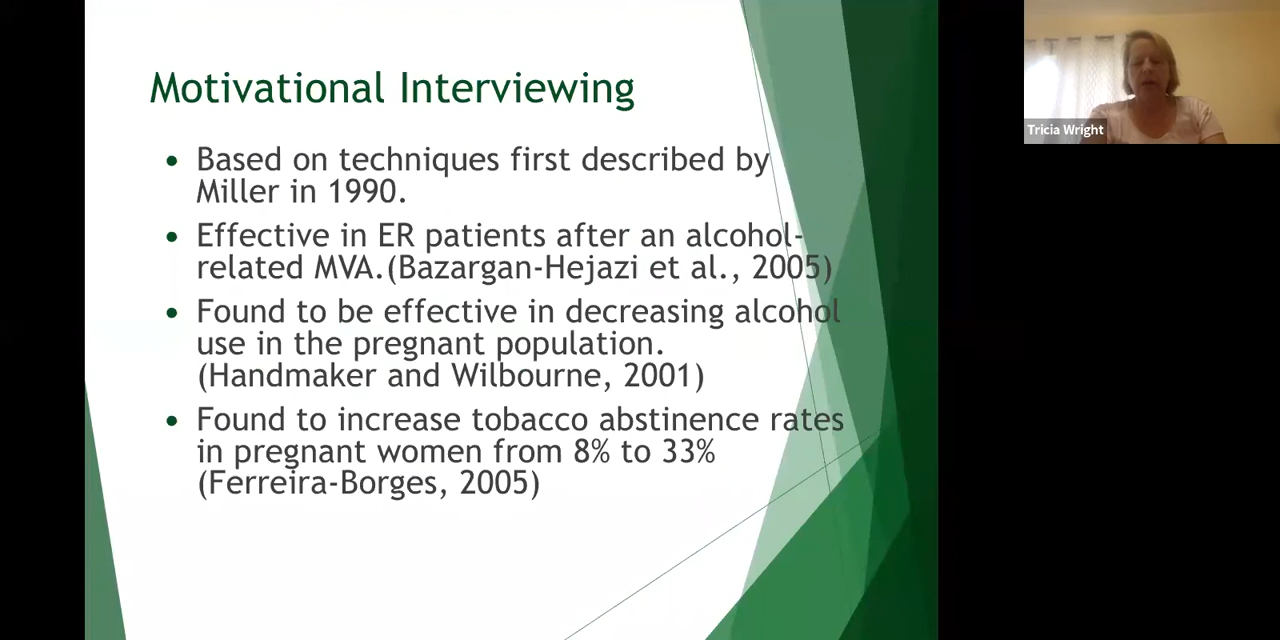 Motivational Interviewing
• Based on techniques first described by
Miller in 1990.
• Effective in ER patients after an alcohol-
related MVA.(Bazargan-Hejazi et al., 2005)
• Found to be effective in decreasing alcohol
use in the pregnant population.
(Handmaker and Wilbourne, 2001)
• Found to increase tobacco abstinence rates
in pregnant women from 8% to 33%
(Ferreira-Borges, 2005)
Tricia Wright